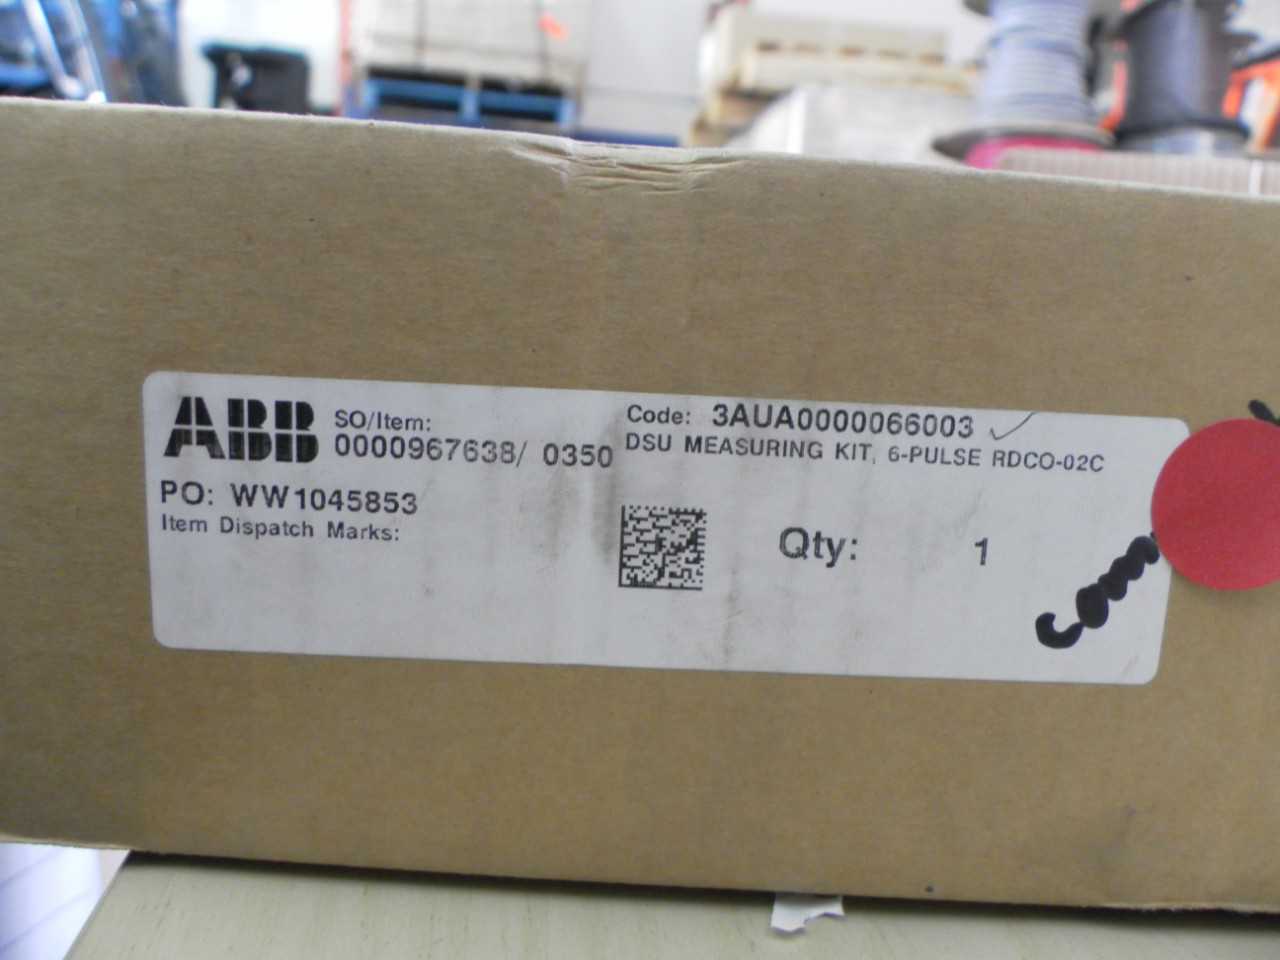 ABB
SO/Item:
0000967638/ 0350
PO: WW1045853
Item Dispatch Marks:
Code: 3AUA0000066003
DSU MEASURING KIT, 6-PULSE RDCO-02C
Qty: 1